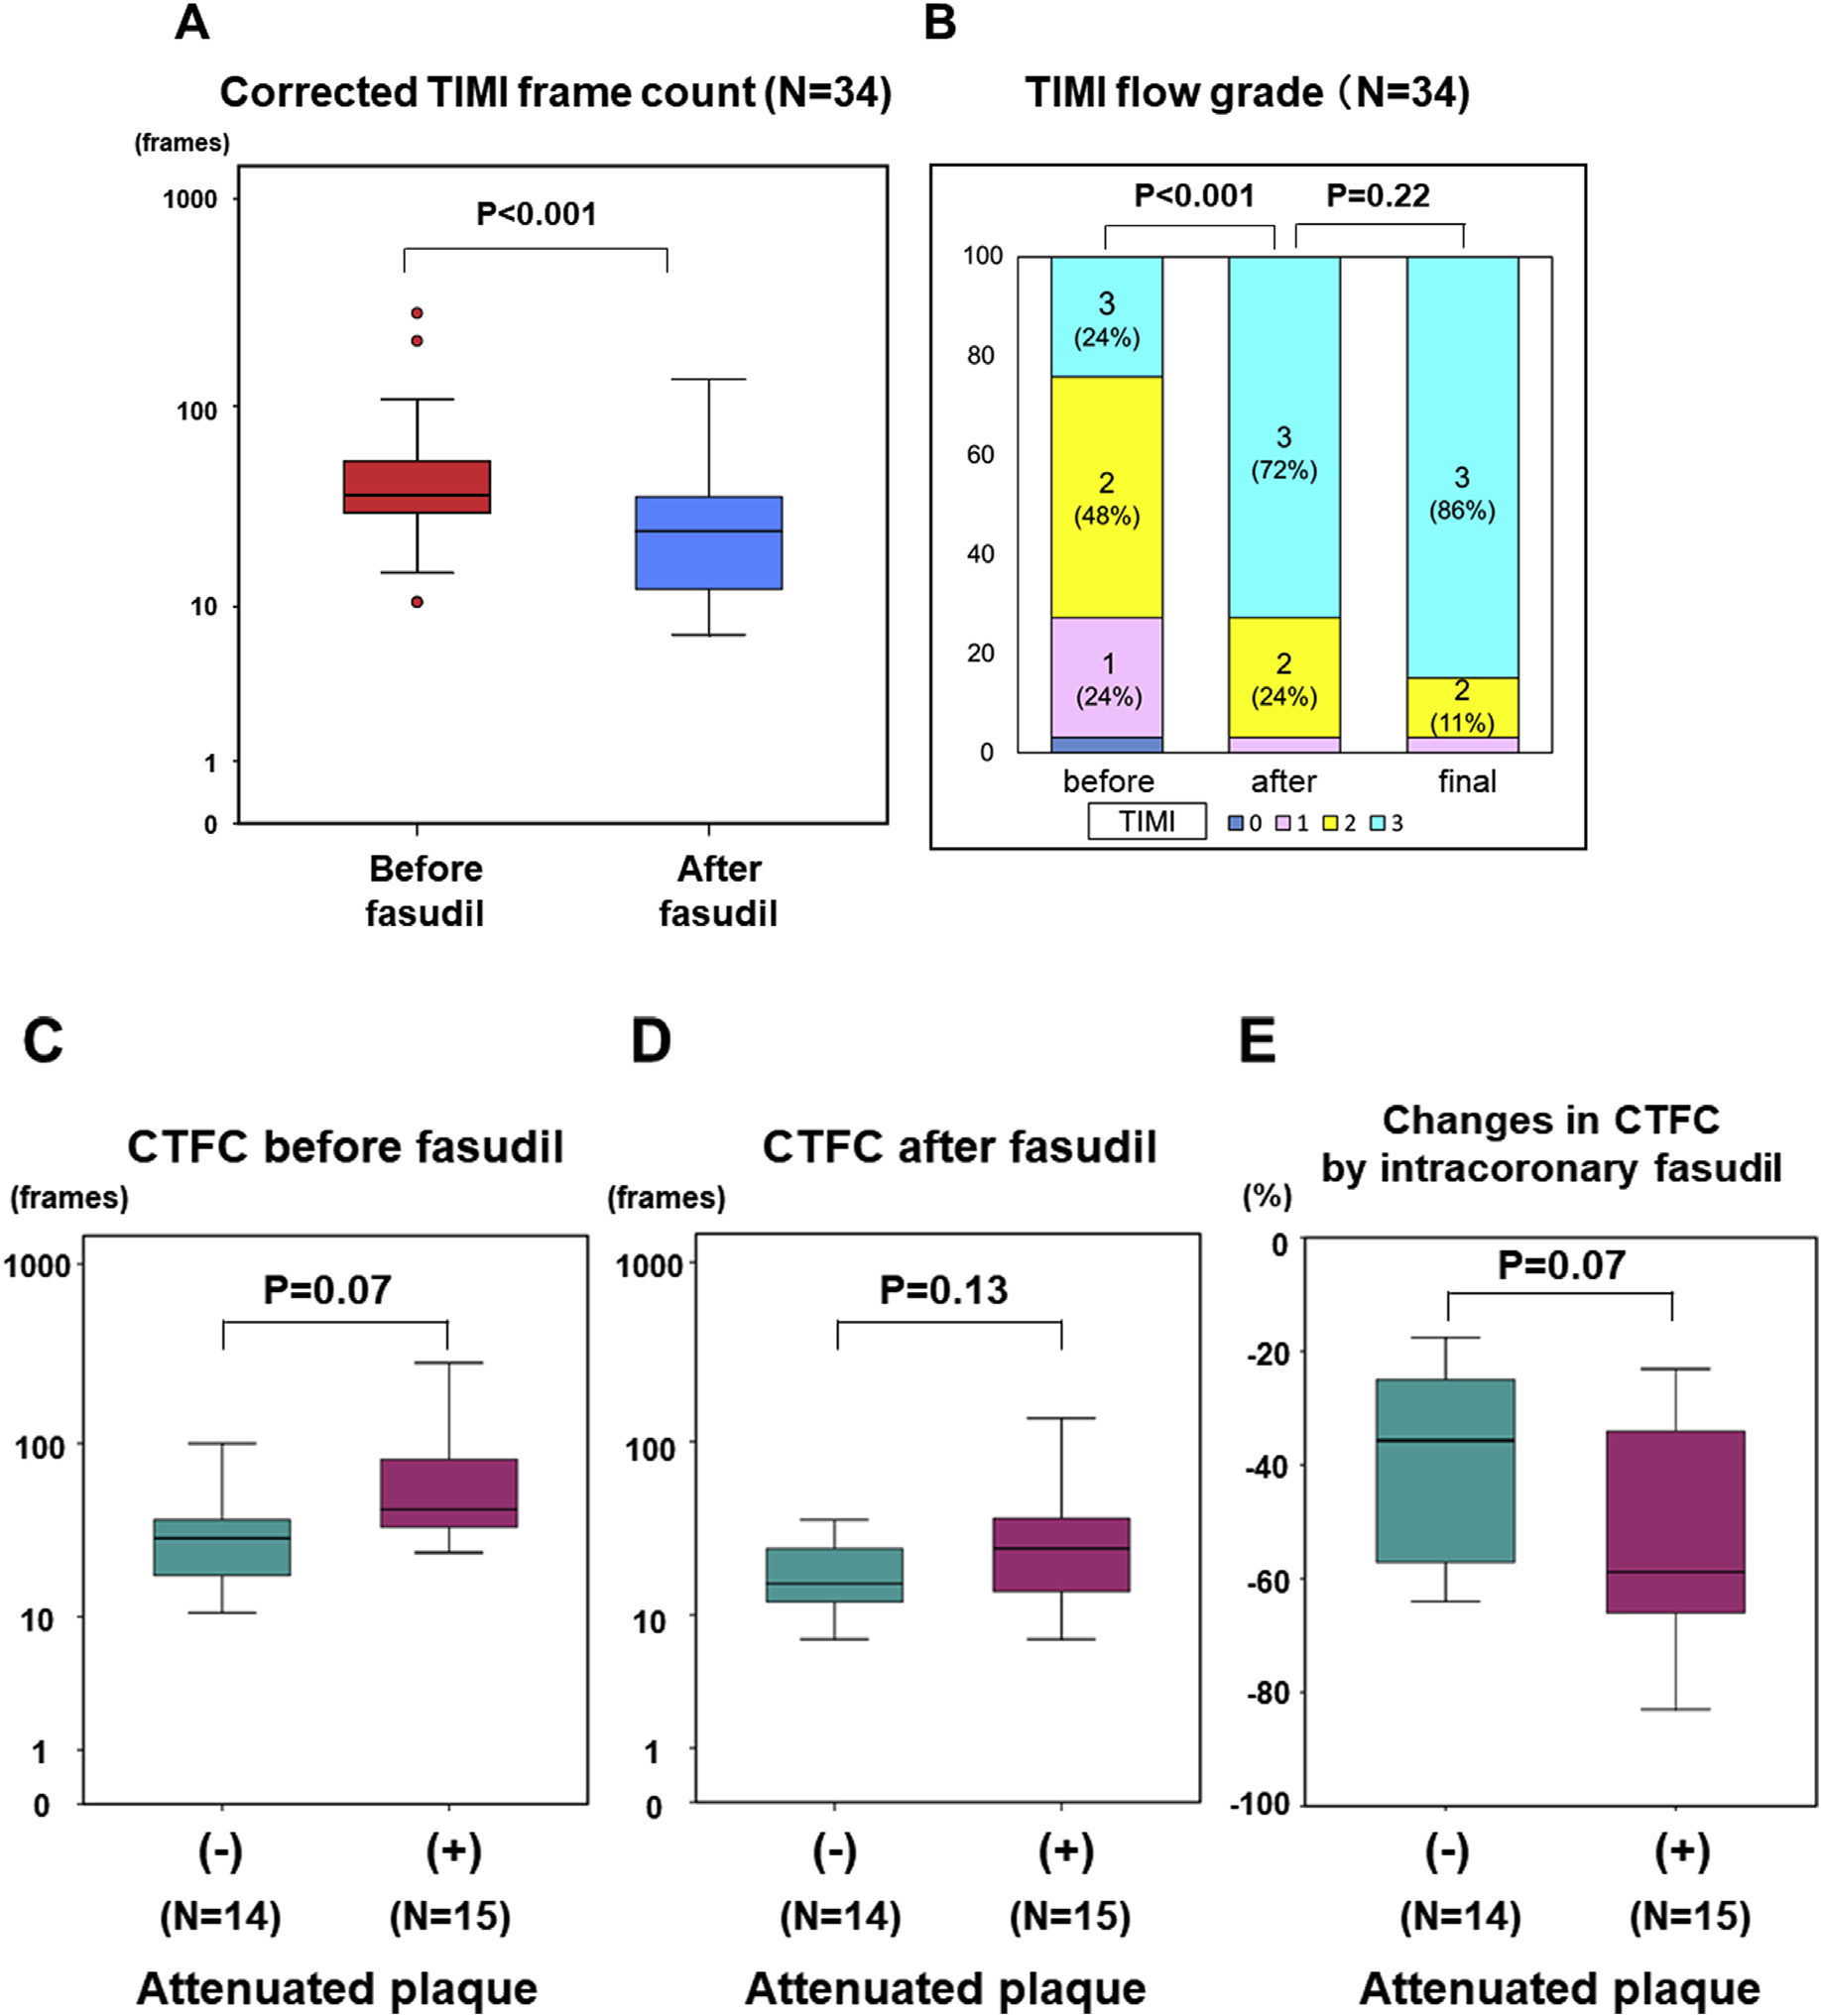 A
Corrected TIMI frame count (N=34)
(frames)
1000
P<0.001
100
10
1
0
Before
fasudil
After
fasudil
B
TIMI flow grade (N=34)
P<0.001
P=0.22
100
80
60
40
20
0
3
(24%)
2
(48%)
1
(24%)
3
(72%)
2
(24%)
3
(86%)
2
(11%)
before
after
final
TIMI
0
1
2
3
C
CTFC before fasudil
(frames)
1000
P=0.07
100
10
1
0
(-)
(+)
(N=14)
(N=15)
Attenuated plaque
D
CTFC after fasudil
(frames)
1000
P=0.13
100
10
1
0
(-)
(+)
(N=14)
(N=15)
Attenuated plaque
E
Changes in CTFC
by intracoronary fasudil
(%)
0
P=0.07
-20
-40
-60
-80
-100
(-)
(+)
(N=14)
(N=15)
Attenuated plaque